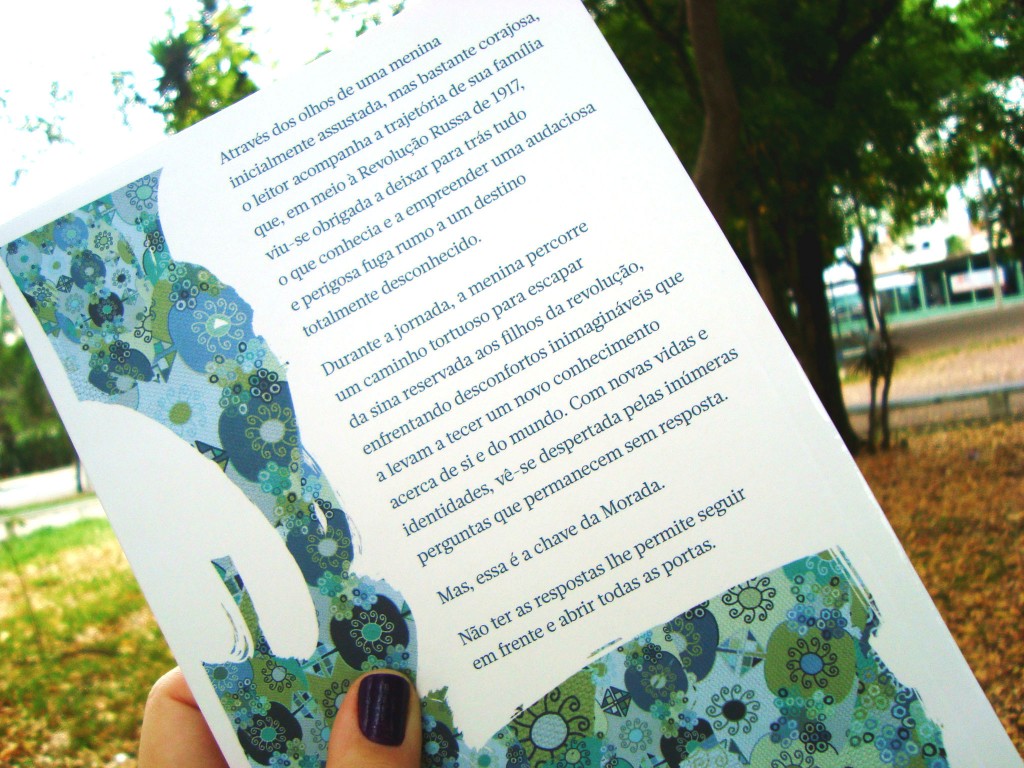 Através dos olhos de uma menina
inicialmente assustada, mas bastante corajosa,
o leitor acompanha a trajetória de sua família
que, em meio à Revolução Russa de 1917,
viu-se obrigada a deixar para trás tudo
o que conhecia e a empreender uma audaciosa
e perigosa fuga rumo a um destino
totalmente desconhecido.
Durante a jornada, a menina percorre
um caminho tortuoso para escapar
da sina reservada aos filhos da revolução,
enfrentando desconfortos inimagináveis que
a levam a tecer um novo conhecimento
acerca de si e do mundo. Com novas vidas e
identidades, vê-se despertada pelas inúmeras
perguntas que permanecem sem resposta.
Mas, essa é a chave da Morada.
Não ter as respostas lhe permite seguir
em frente e abrir todas as portas.